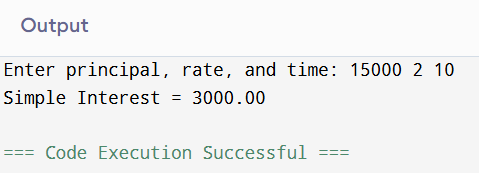 Output
Enter principal, rate, and time: 15000 2 10
Simple Interest = 3000.00
=== Code Execution Successful ===